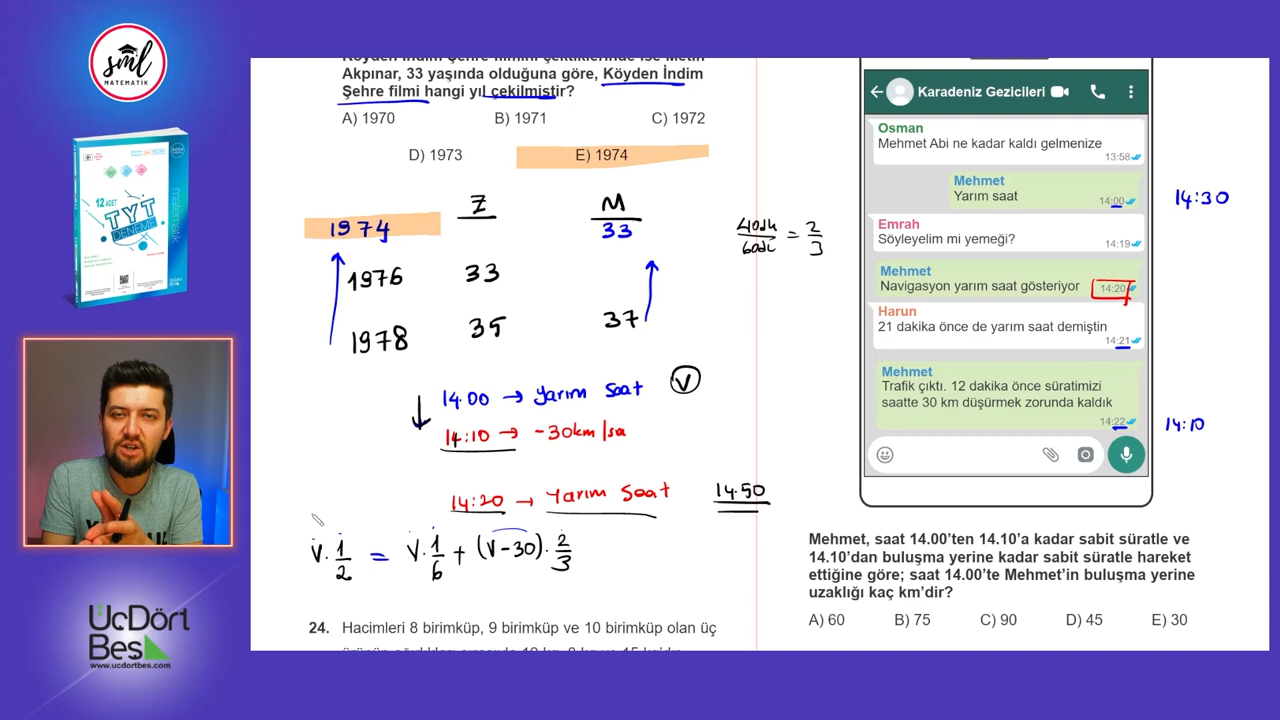 sml
MATEMATİK
12 ADET
TYT
DENEME
matematik
ÜçDört
Beş
www.ucdortbes.com
Akpınar, 33 yaşında olduğuna göre, Köyden İndim
Şehre filmi hangi yıl çekilmiştir?
A) 1970 B) 1971 C) 1972
D) 1973 E) 1974
Z M
1974 33
1976 33
1978 35 37
40dk/60dk = 2/3
14.00 → Yarım saat V
14:10 → -30km/sa
14:20 → Yarım saat 14.50
V. 1/2 = V. 1/6 + (V-30). 2/3
24. Hacimleri 8 birimküp, 9 birimküp ve 10 birimküp olan üç
Karadeniz Gezicileri
Osman
Mehmet Abi ne kadar kaldı gelmenize
13:58
Mehmet
Yarım saat
14:00
14:30
Emrah
Söyleyelim mi yemeği?
14:19
Mehmet
Navigasyon yarım saat gösteriyor
14:20
Harun
21 dakika önce de yarım saat demiştin
14:21
Mehmet
Trafik çıktı. 12 dakika önce süratimizi
saatte 30 km düşürmek zorunda kaldık
14:22
14:10
Mehmet, saat 14.00'ten 14.10'a kadar sabit süratle ve
14.10'dan buluşma yerine kadar sabit süratle hareket
ettiğine göre; saat 14.00'te Mehmet'in buluşma yerine
uzaklığı kaç km'dir?
A) 60 B) 75 C) 90 D) 45 E) 30